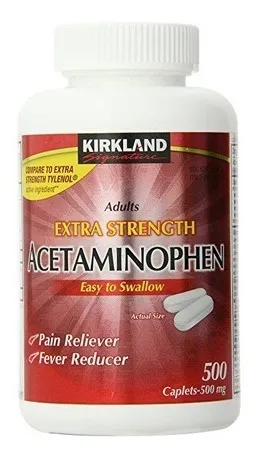 KIRKLAND
Signature
COMPARE TO EXTRA
STRENGTH TYLENOL®
active ingredient**
Adults
EXTRA STRENGTH
ACETAMINOPHEN
Easy to Swallow
Actual Size
Pain Reliever
Fever Reducer
500
Caplets-500 mg